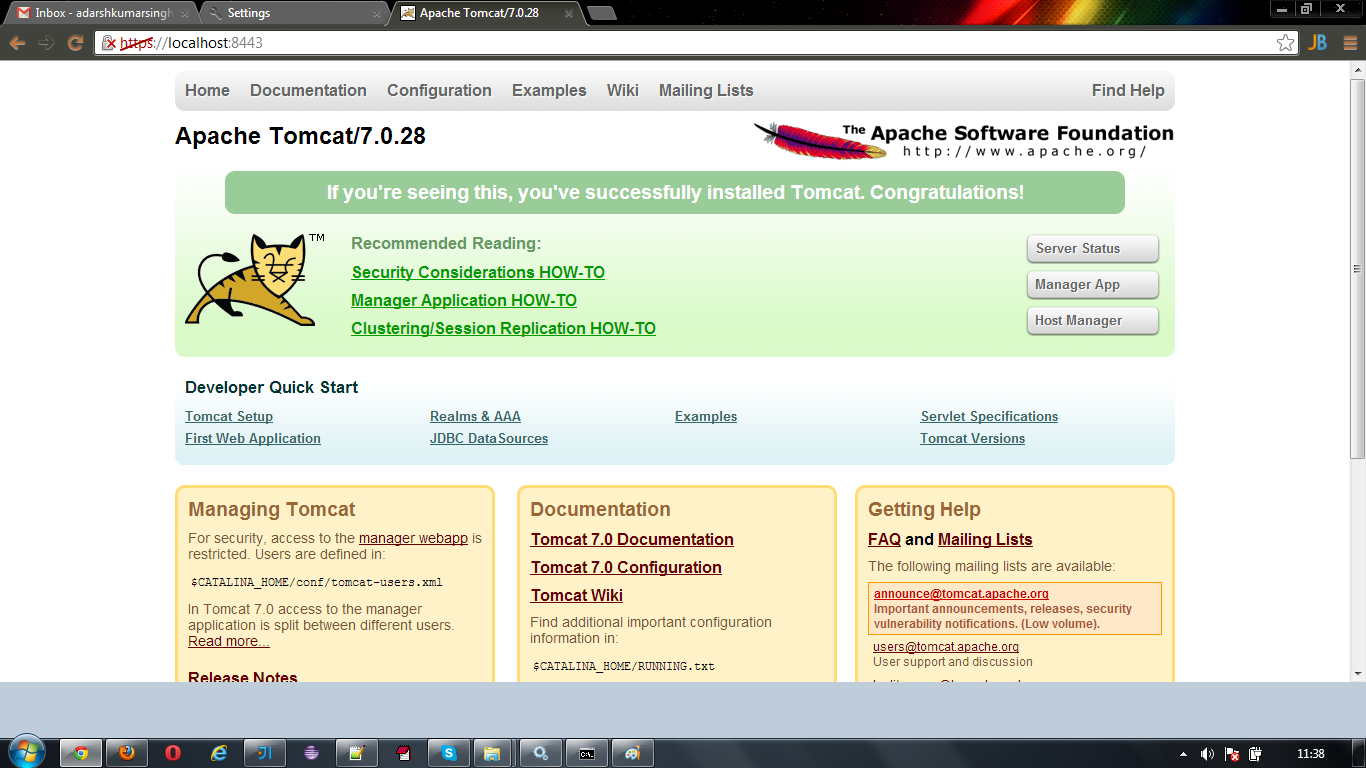 Inbox - adarshkumarsingh
Settings
Apache Tomcat/7.0.28
https://localhost:8443
JB
Home Documentation Configuration Examples Wiki Mailing Lists Find Help
Apache Tomcat/7.0.28
The Apache Software Foundation
http://www.apache.org/
If you're seeing this, you've successfully installed Tomcat. Congratulations!
TM
Recommended Reading:
Security Considerations HOW-TO
Manager Application HOW-TO
Clustering/Session Replication HOW-TO
Server Status
Manager App
Host Manager
Developer Quick Start
Tomcat Setup
First Web Application
Realms & AAA
JDBC DataSources
Examples
Servlet Specifications
Tomcat Versions
Managing Tomcat
For security, access to the manager webapp is
restricted. Users are defined in:
$CATALINA_HOME/conf/tomcat-users.xml
In Tomcat 7.0 access to the manager
application is split between different users.
Read more...
Release Notes
Documentation
Tomcat 7.0 Documentation
Tomcat 7.0 Configuration
Tomcat Wiki
Find additional important configuration
information in:
$CATALINA_HOME/RUNNING.txt
Getting Help
FAQ and Mailing Lists
The following mailing lists are available:
announce@tomcat.apache.org
Important announcements, releases, security
vulnerability notifications. (Low volume).
users@tomcat.apache.org
User support and discussion
11:38